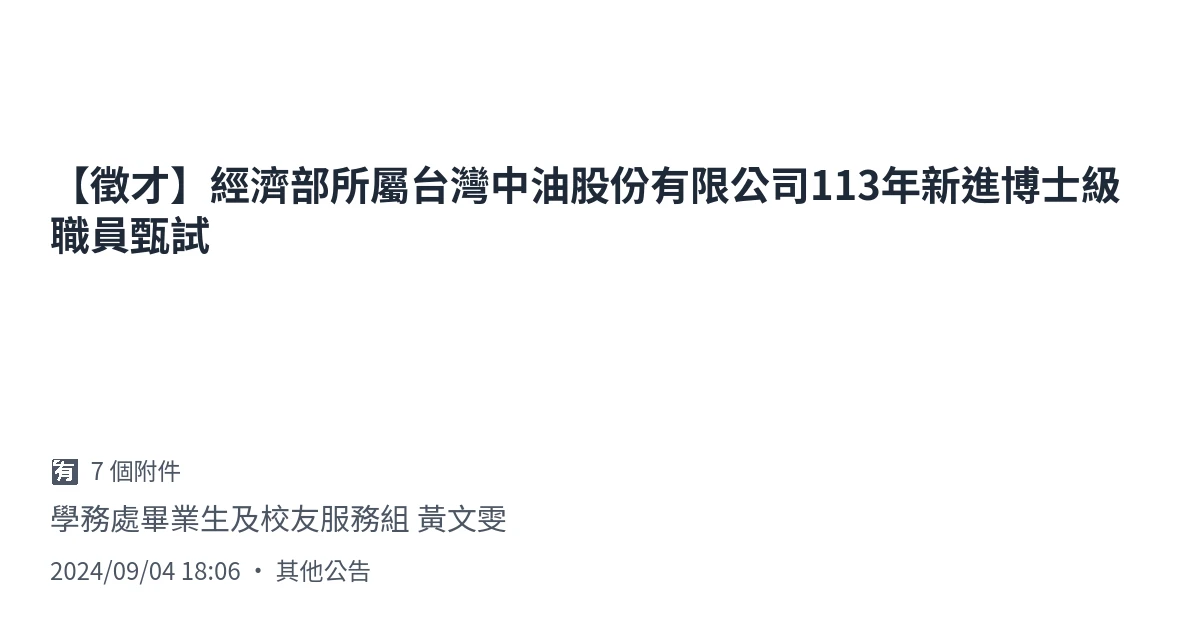 【徵才】經濟部所屬台灣中油股份有限公司113年新進博士級
職員甄試
有 7 個附件
學務處畢業生及校友服務組 黃文雯
2024/09/04 18:06 • 其他公告